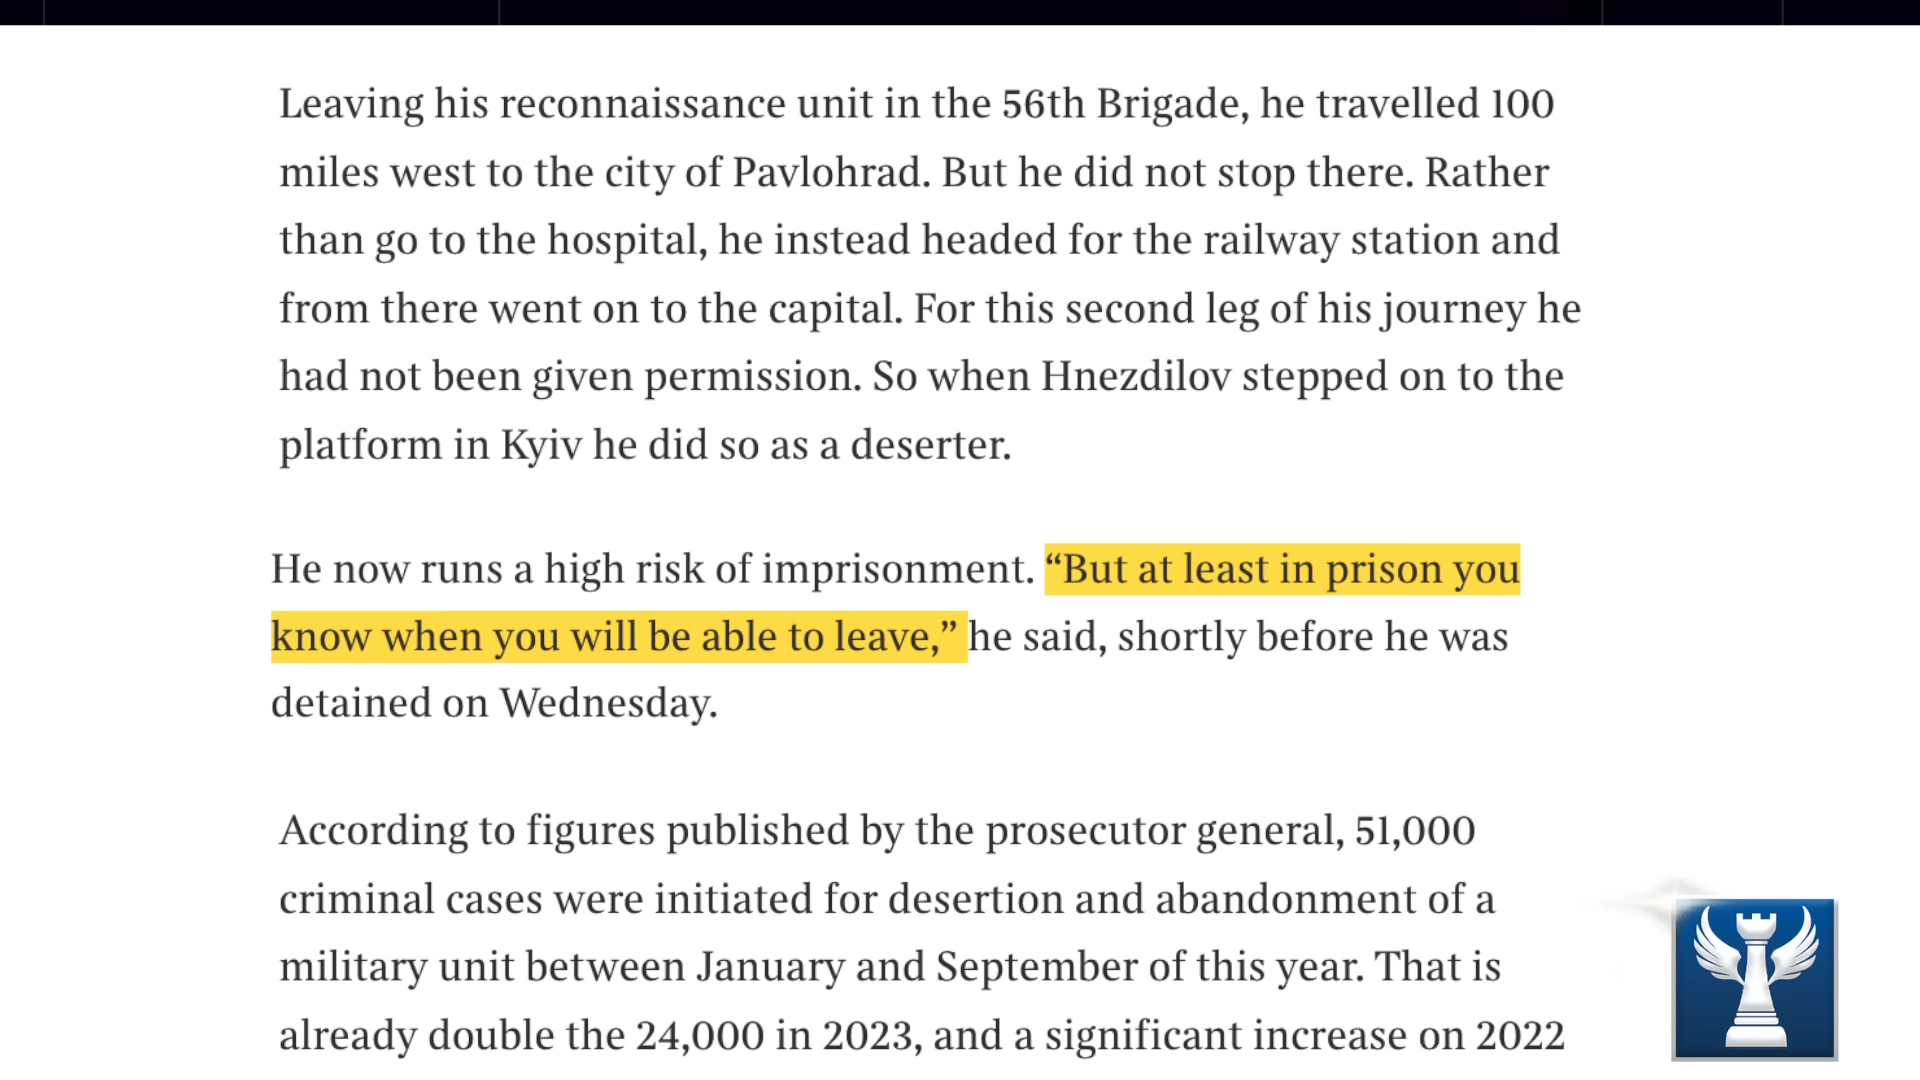 Leaving his reconnaissance unit in the 56th Brigade, he travelled 100
miles west to the city of Pavlohrad. But he did not stop there. Rather
than go to the hospital, he instead headed for the railway station and
from there went on to the capital. For this second leg of his journey he
had not been given permission. So when Hnezdilov stepped on to the
platform in Kyiv he did so as a deserter.
He now runs a high risk of imprisonment. “But at least in prison you
know when you will be able to leave,” he said, shortly before he was
detained on Wednesday.
According to figures published by the prosecutor general, 51,000
criminal cases were initiated for desertion and abandonment of a
military unit between January and September of this year. That is
already double the 24,000 in 2023, and a significant increase on 2022